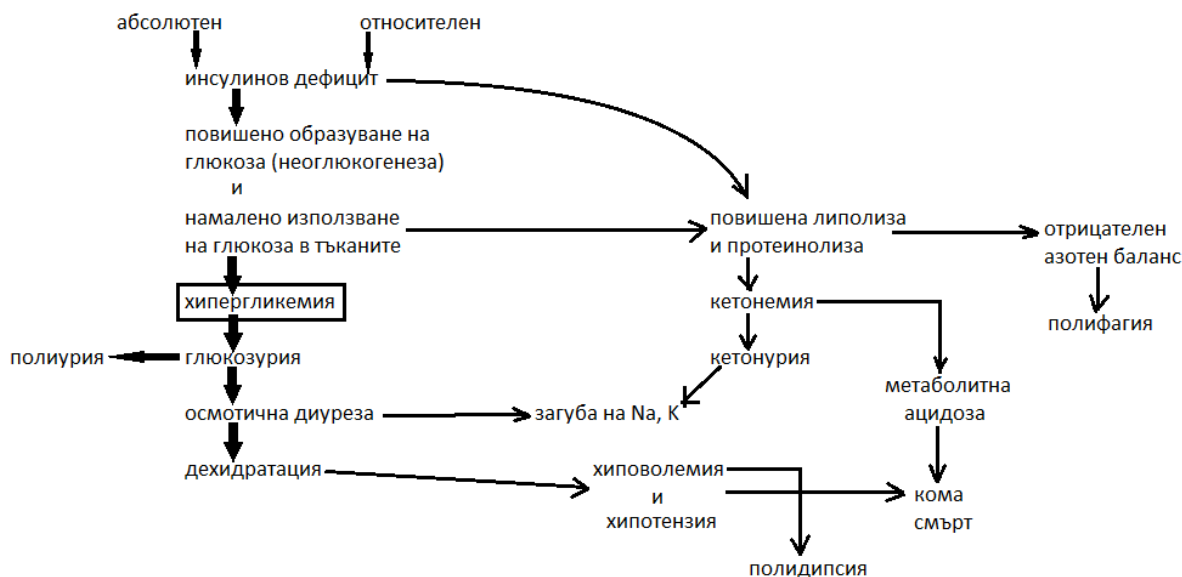 абсолютен
относителен
инсулинов дефицит
повишено образуване на
глюкоза (неоглюкогенеза)
и
намалено използване
на глюкоза в тъканите
повишена липолиза
и протеинолиза
отрицателен
азотен баланс
хипергликемия
кетонемия
полифагия
полиурия
глюкозурия
кетонурия
метаболитна
ацидоза
осмотична диуреза
загуба на Na, K
дехидратация
хиповолемия
и
хипотензия
кома
смърт
полидипсия